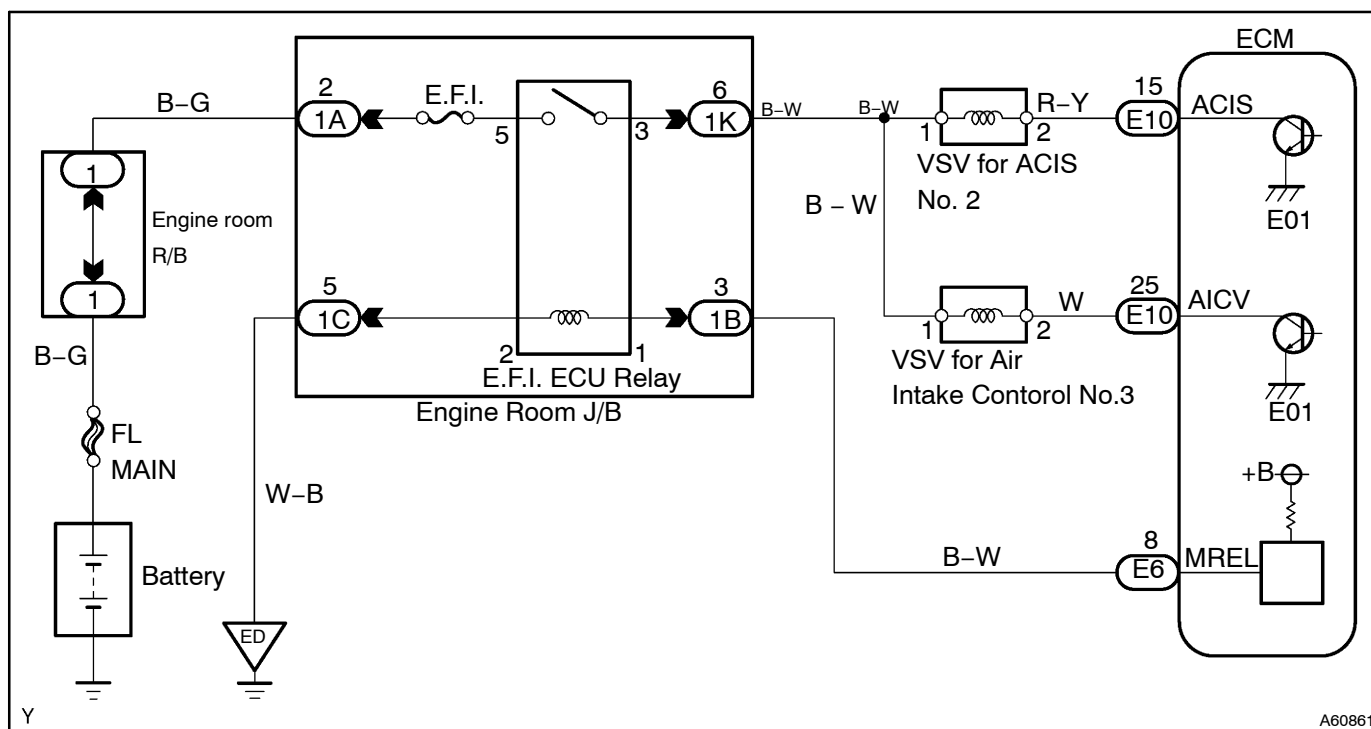 ECM
2
E.F.I.
6
15
B–G
B–W
B–W
R–Y
ACIS
1A
1K
E10
5
3
1
2
1
VSV for ACIS
No. 2
E01
Engine room
R/B
B – W
1
5
3
25
W
AICV
1C
1B
E10
1
2
B–G
2
1
VSV for Air
Intake Contorol No.3
E.F.I. ECU Relay
Engine Room J/B
E01
FL
MAIN
+B
W–B
8
B–W
MREL
E6
Battery
ED
Y
A60861